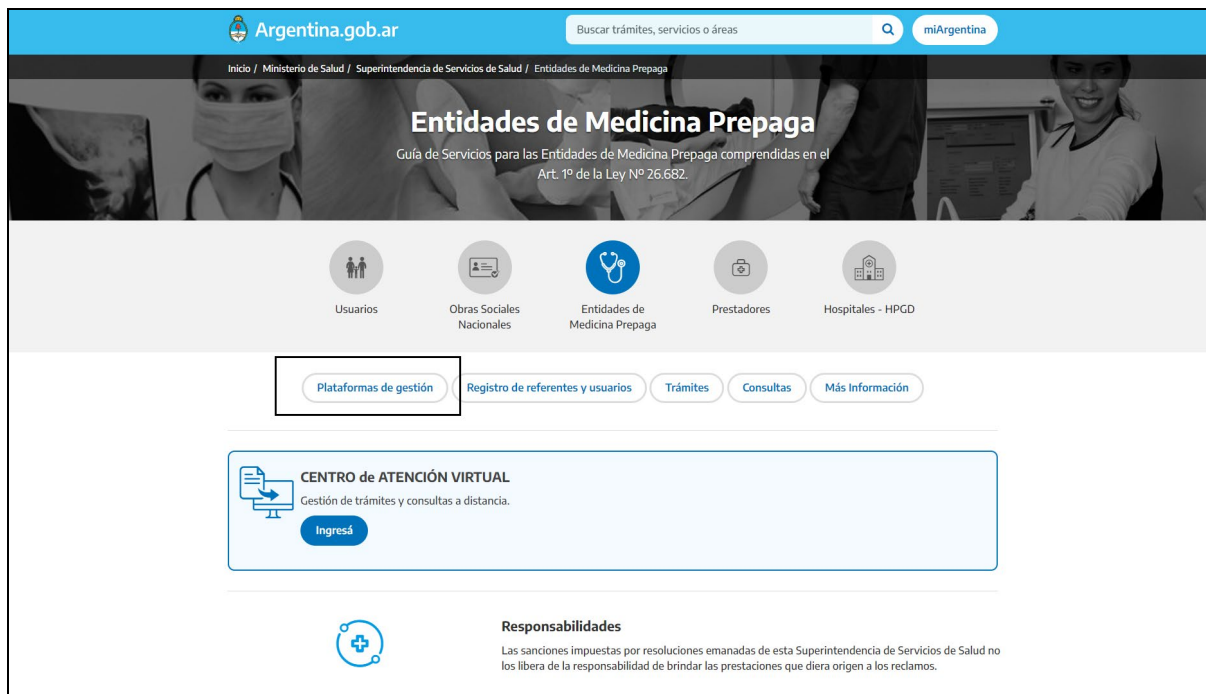 Argentina.gob.ar
Buscar trámites, servicios o áreas
miArgentina
Inicio / Ministerio de Salud / Superintendencia de Servicios de Salud / Entidades de Medicina Prepaga
Entidades de Medicina Prepaga
Guía de Servicios para las Entidades de Medicina Prepaga comprendidas en el
Art. 1º de la Ley Nº 26.682.
Usuarios
Obras Sociales
Nacionales
Entidades de
Medicina Prepaga
Prestadores
Hospitales - HPGD
Plataformas de gestión
Registro de referentes y usuarios
Trámites
Consultas
Más Información
CENTRO de ATENCIÓN VIRTUAL
Gestión de trámites y consultas a distancia.
Ingresá
Responsabilidades
Las sanciones impuestas por resoluciones emanadas de esta Superintendencia de Servicios de Salud no
los libera de la responsabilidad de brindar las prestaciones que diera origen a los reclamos.